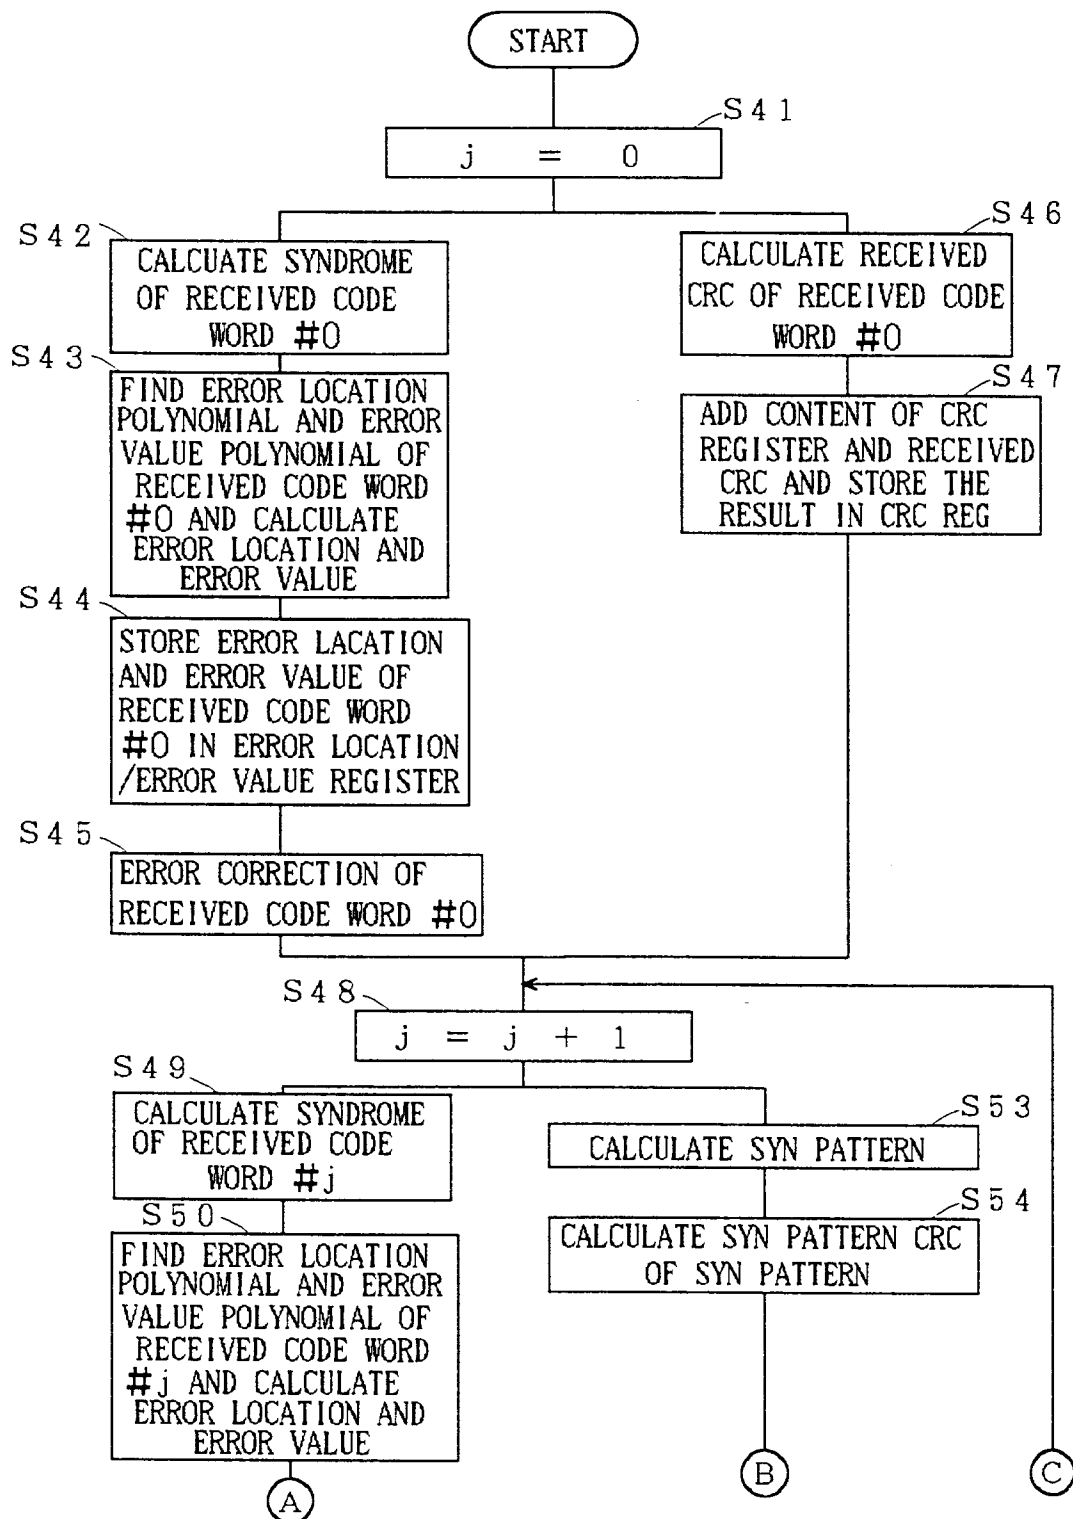 START
S41
j = 0
S42
CALCUATE SYNDROME
OF RECEIVED CODE
WORD #0
S46
CALCULATE RECEIVED
CRC OF RECEIVED CODE
WORD #0
S43
FIND ERROR LOCATION
POLYNOMIAL AND ERROR
VALUE POLYNOMIAL OF
RECEIVED CODE WORD
#0 AND CALCULATE
ERROR LOCATION AND
ERROR VALUE
S47
ADD CONTENT OF CRC
REGISTER AND RECEIVED
CRC AND STORE THE
RESULT IN CRC REG
S44
STORE ERROR LACATION
AND ERROR VALUE OF
RECEIVED CODE WORD
#0 IN ERROR LOCATION
/ERROR VALUE REGISTER
S45
ERROR CORRECTION OF
RECEIVED CODE WORD #0
S48
j = j + 1
S49
CALCULATE SYNDROME
OF RECEIVED CODE
WORD #j
S53
CALCULATE SYN PATTERN
S50
FIND ERROR LOCATION
POLYNOMIAL AND ERROR
VALUE POLYNOMIAL OF
RECEIVED CODE WORD
#j AND CALCULATE
ERROR LOCATION AND
ERROR VALUE
S54
CALCULATE SYN PATTERN CRC
OF SYN PATTERN
A
B
C